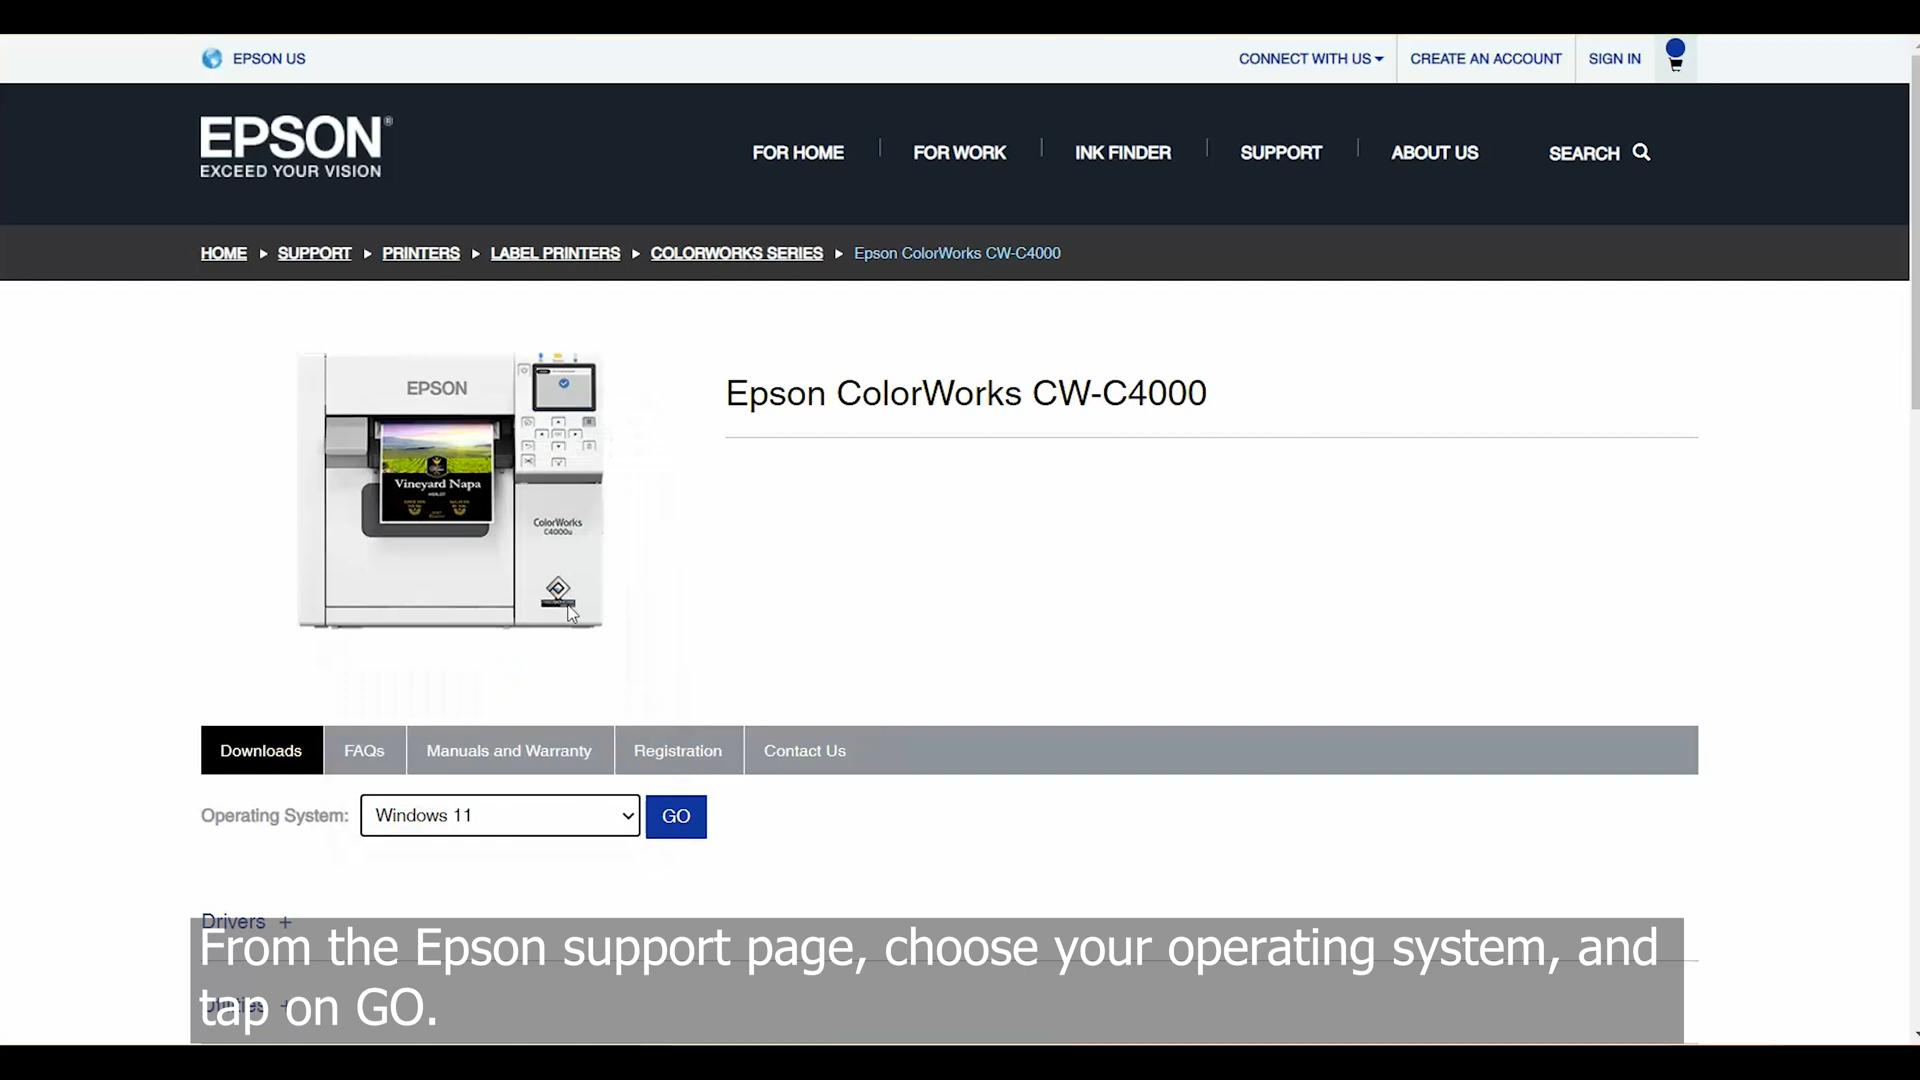 EPSON US
CONNECT WITH US
CREATE AN ACCOUNT
SIGN IN
EPSON®
EXCEED YOUR VISION
FOR HOME
FOR WORK
INK FINDER
SUPPORT
ABOUT US
SEARCH
HOME
SUPPORT
PRINTERS
LABEL PRINTERS
COLORWORKS SERIES
Epson ColorWorks CW-C4000
EPSON
Vineyard Napa
ColorWorks
C4000u
Epson ColorWorks CW-C4000
Downloads
FAQs
Manuals and Warranty
Registration
Contact Us
Operating System:
Windows 11
GO
Drivers +
From the Epson support page, choose your operating system, and
tap on GO.